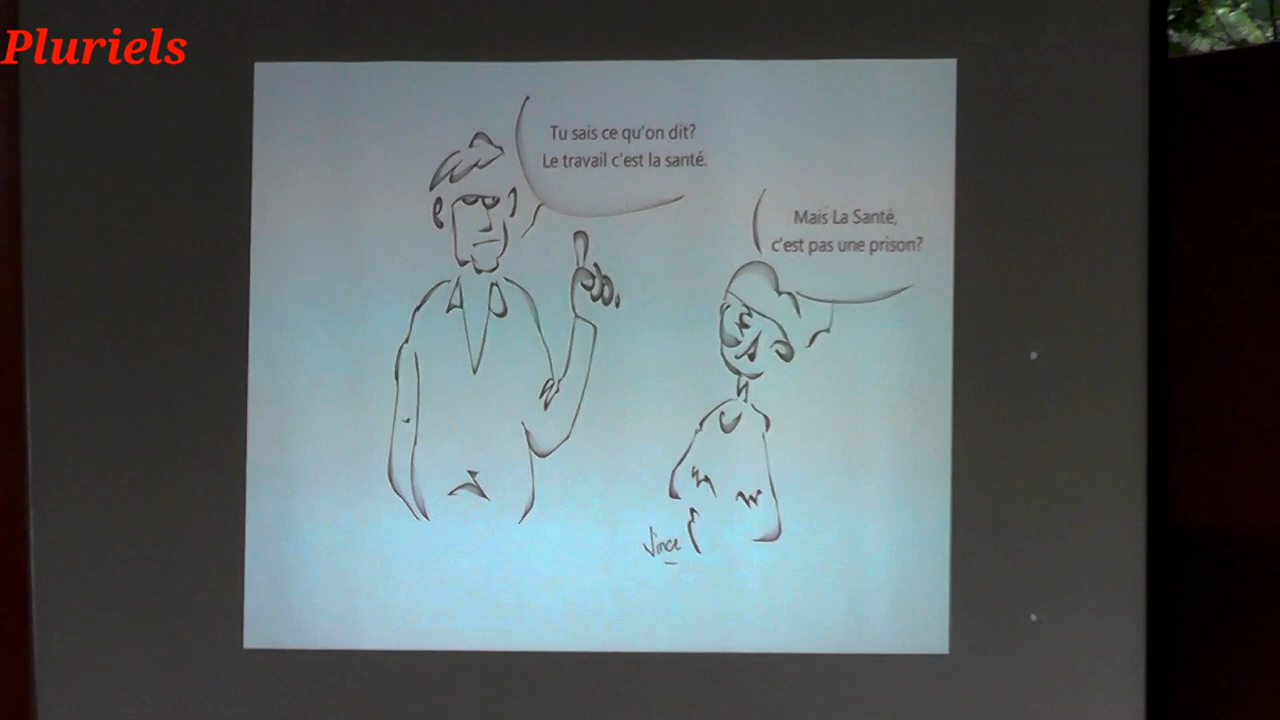 Pluriels
Tu sais ce qu'on dit?
Le travail c'est la santé.
Mais La Santé,
c'est pas une prison?
Vince